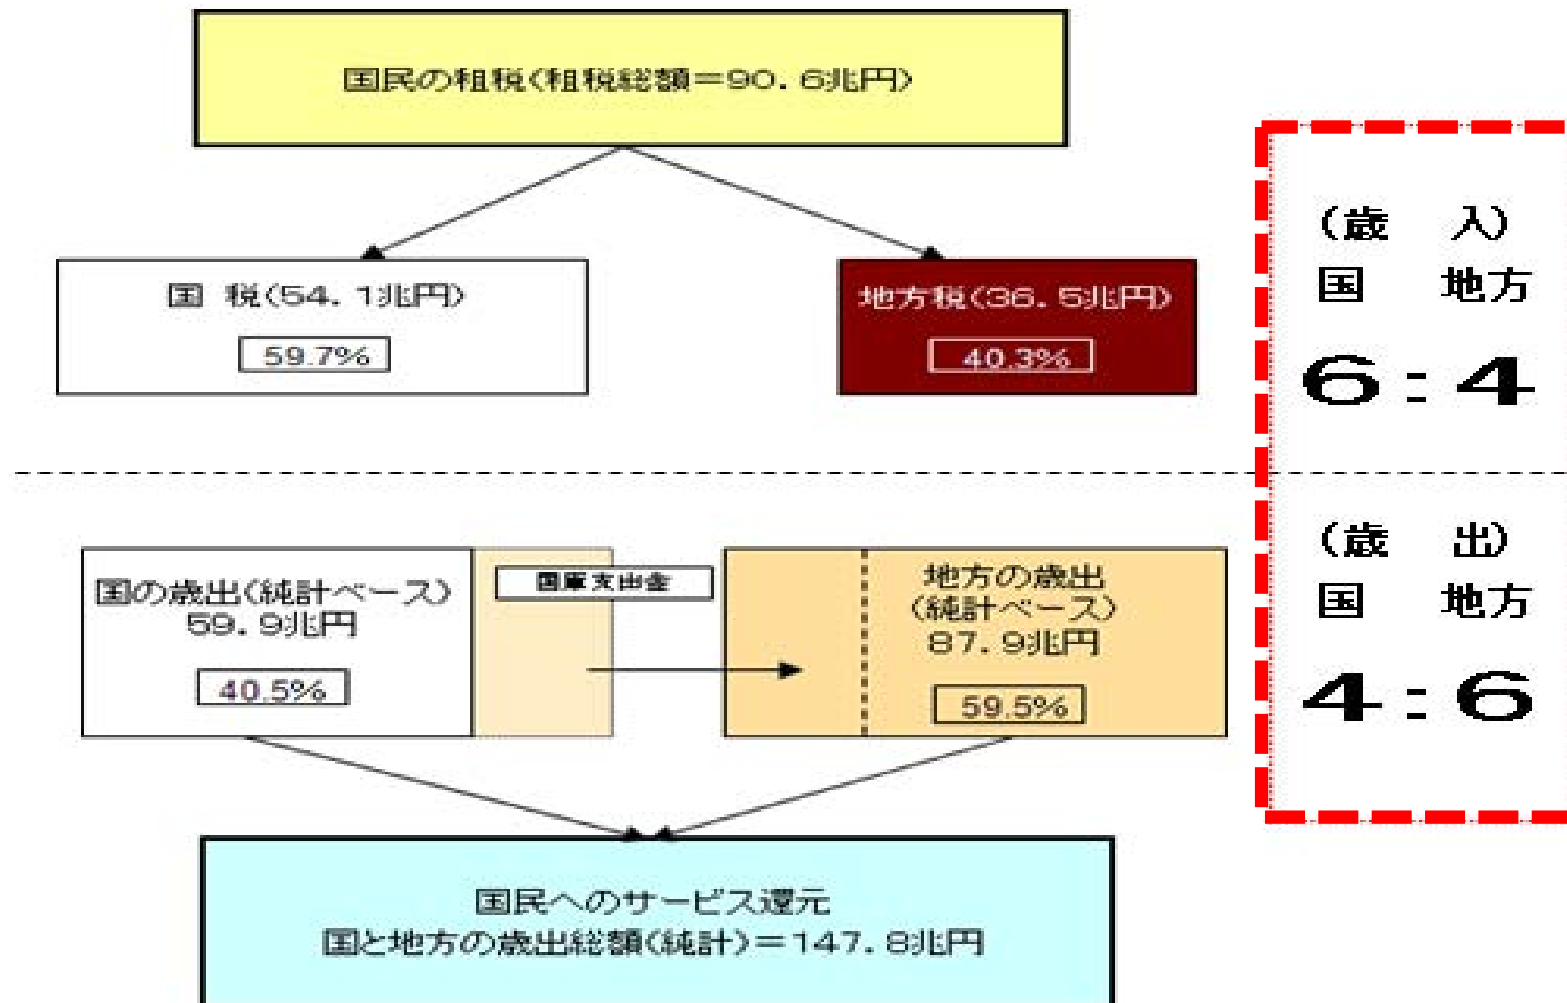 国民の租税(租税総額=90.6兆円)
国 税(54.1兆円)
59.7%
地方税(36.5兆円)
40.3%
(歳 入)
国 地方
6:4
国の歳出(純計ベース)
59.9兆円
40.5%
国庫支出金
地方の歳出
(純計ベース)
87.9兆円
59.5%
(歳 出)
国 地方
4:6
国民へのサービス還元
国と地方の歳出総額(純計)=147.8兆円